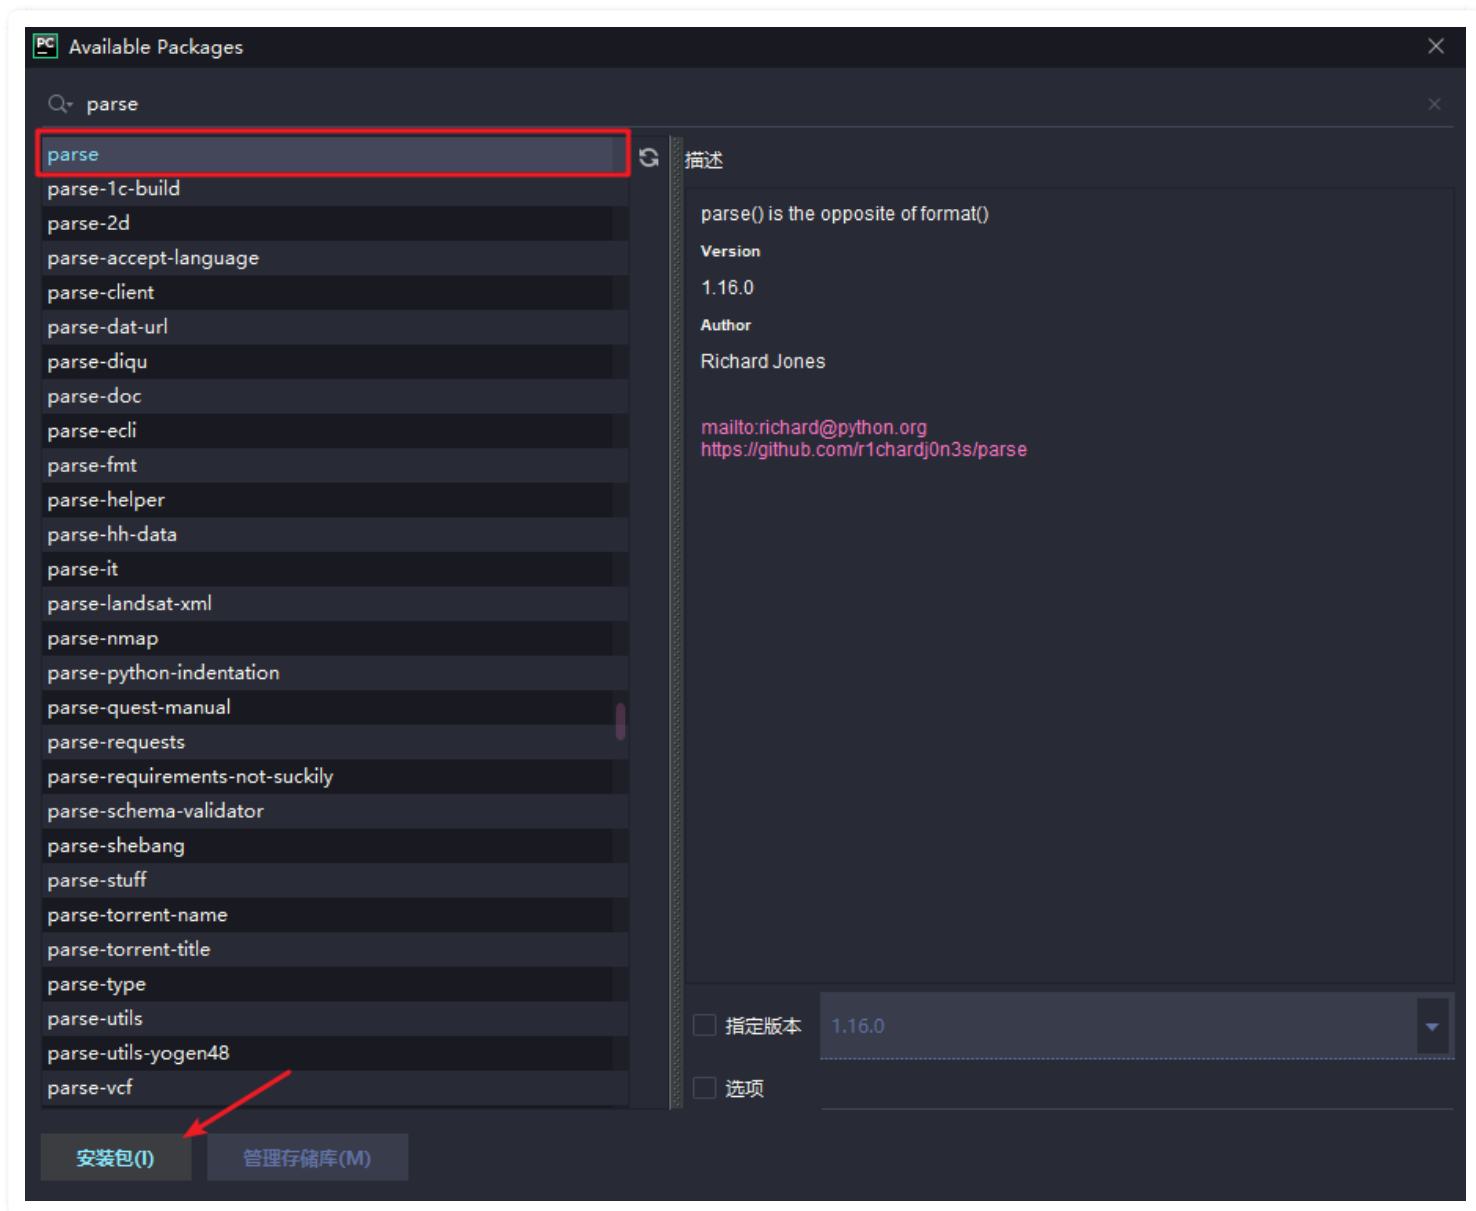 PC Available Packages
parse
parse
parse-1c-build
parse-2d
parse-accept-language
parse-client
parse-dat-url
parse-diqu
parse-doc
parse-ecli
parse-fmt
parse-helper
parse-hh-data
parse-it
parse-landsat-xml
parse-nmap
parse-python-indentation
parse-quest-manual
parse-requests
parse-requirements-not-suckily
parse-schema-validator
parse-shebang
parse-stuff
parse-torrent-name
parse-torrent-title
parse-type
parse-utils
parse-utils-yogen48
parse-vcf
描述
parse() is the opposite of format()
Version
1.16.0
Author
Richard Jones
mailto:richard@python.org
https://github.com/r1chardj0n3s/parse
指定版本 1.16.0
选项
安装包(I) 管理存储库(M)